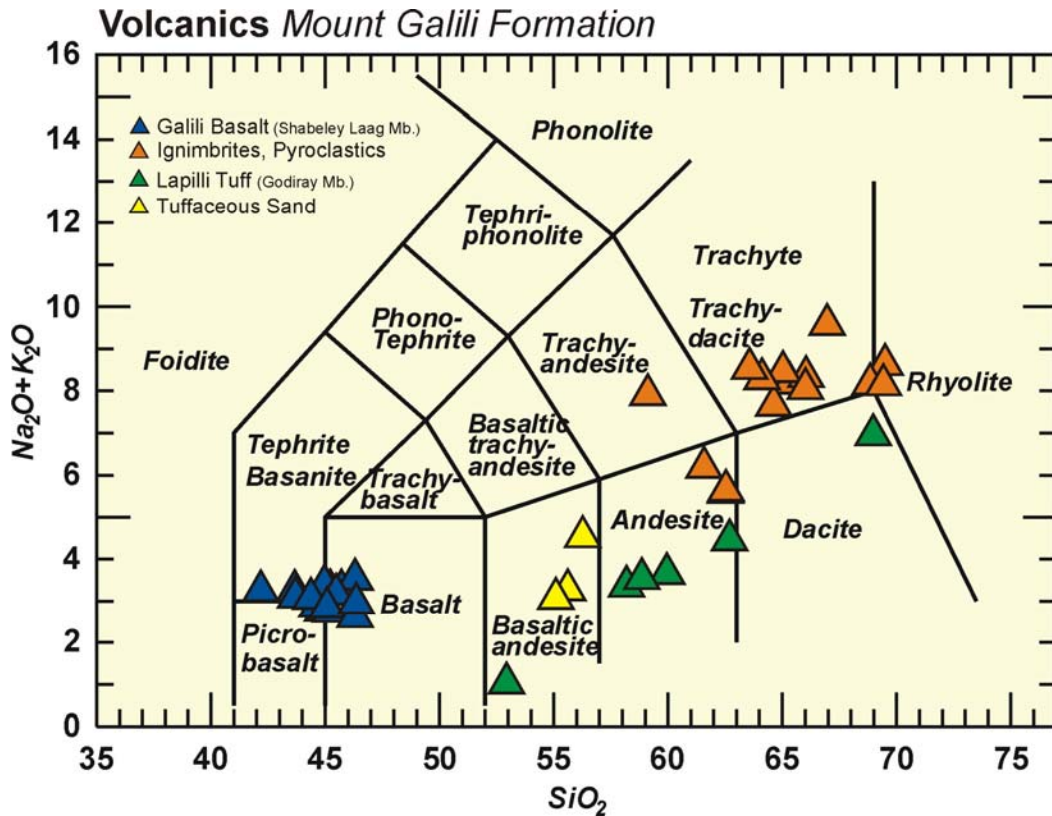 Volcanics Mount Galili Formation
Na₂O+K₂O
16
14
12
10
8
6
4
2
0
Galili Basalt (Shabeley Laag Mb.)
Ignimbrites, Pyroclastics
Lapilli Tuff (Godiray Mb.)
Tuffaceous Sand
Phonolite
Tephri-
phonolite
Trachyte
Phono-
Tephrite
Trachy-
dacite
Foidite
Trachy-
andesite
Rhyolite
Tephrite
Basanite
Basaltic
trachy-
andesite
Trachy-
basalt
Andesite
Dacite
Basalt
Picro-
basalt
Basaltic
andesite
35
40
45
50
55
60
65
70
75
SiO₂